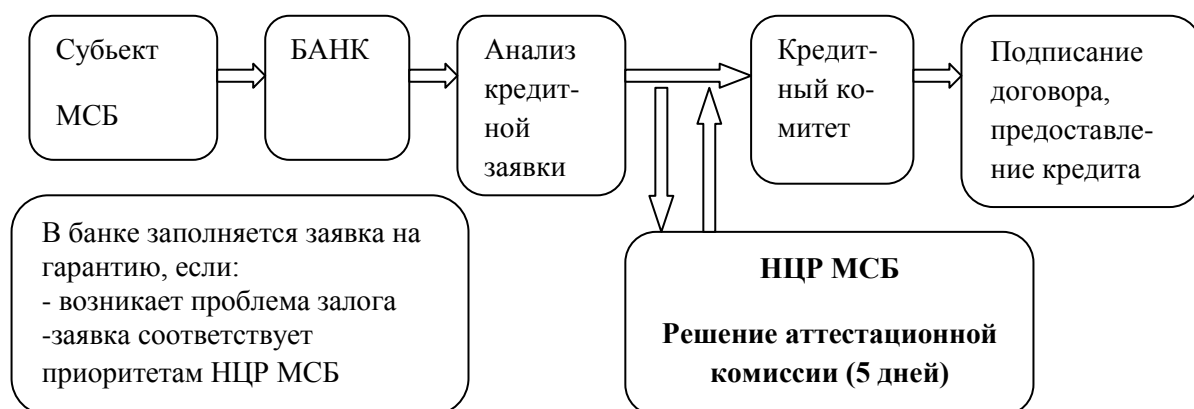 Субьект
МСБ
БАНК
Анализ
кредит-
ной
заявки
Кредит-
ный ко-
митет
Подписание
договора,
предоставле-
ние кредита
В банке заполняется заявка на
гарантию, если:
- возникает проблема залога
-заявка соответствует
приоритетам НЦР МСБ
НЦР МСБ
Решение аттестационной
комиссии (5 дней)